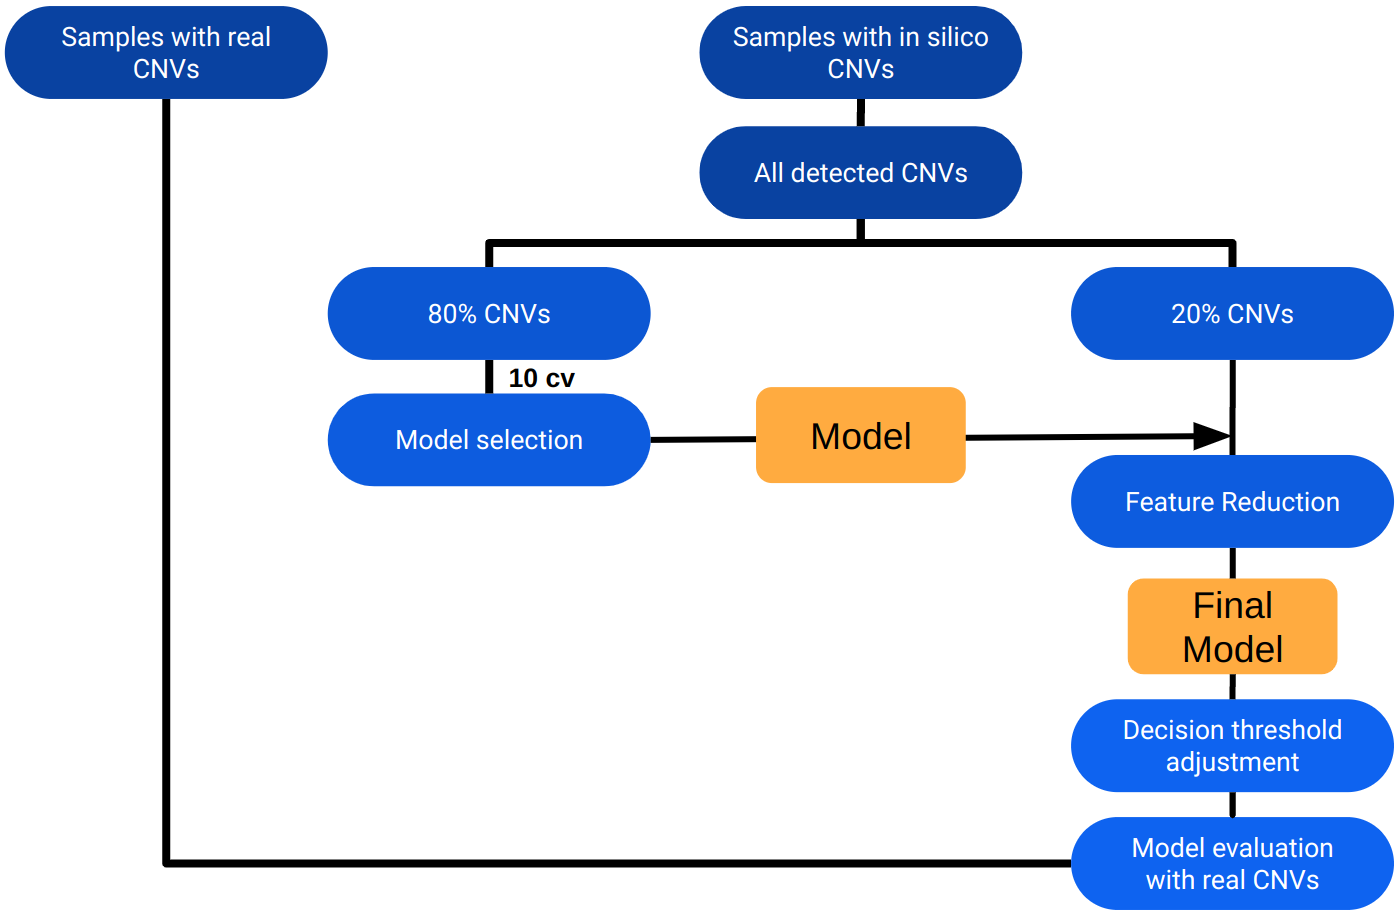 Samples with real
CNVs
Samples with in silico
CNVs
All detected CNVs
80% CNVs
20% CNVs
10 cv
Model selection
Model
Feature Reduction
Final
Model
Decision threshold
adjustment
Model evaluation
with real CNVs